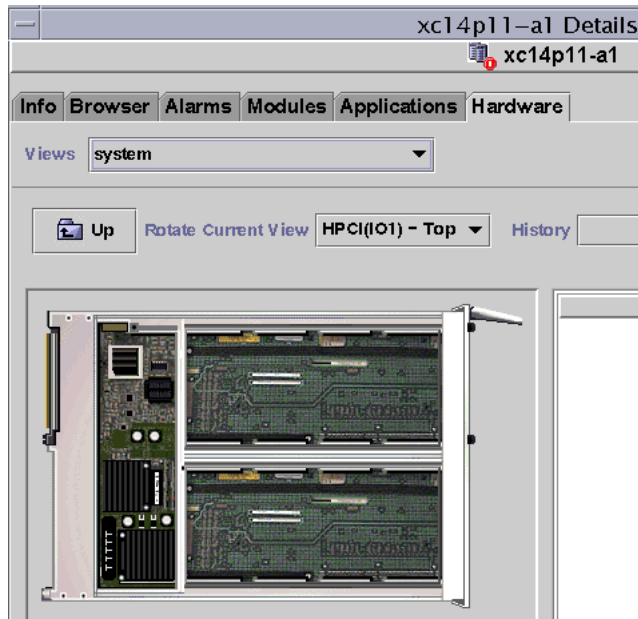 xc14p11-a1 Details
xc14p11-a1
Info Browser Alarms Modules Applications Hardware
Views system
Up Rotate Current View HPCI(IO1) - Top History